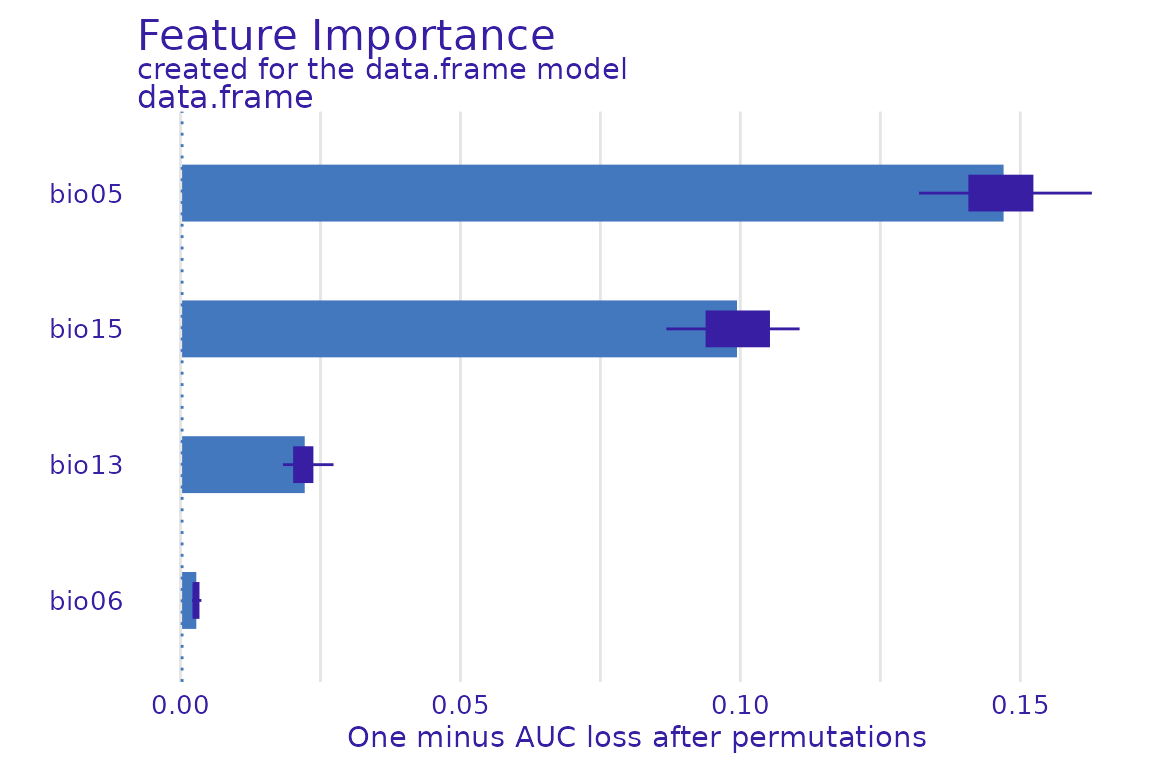 Feature Importance
created for the data.frame model
data.frame
bio05
bio15
bio13
bio06
0.00 0.05 0.10 0.15
One minus AUC loss after permutations